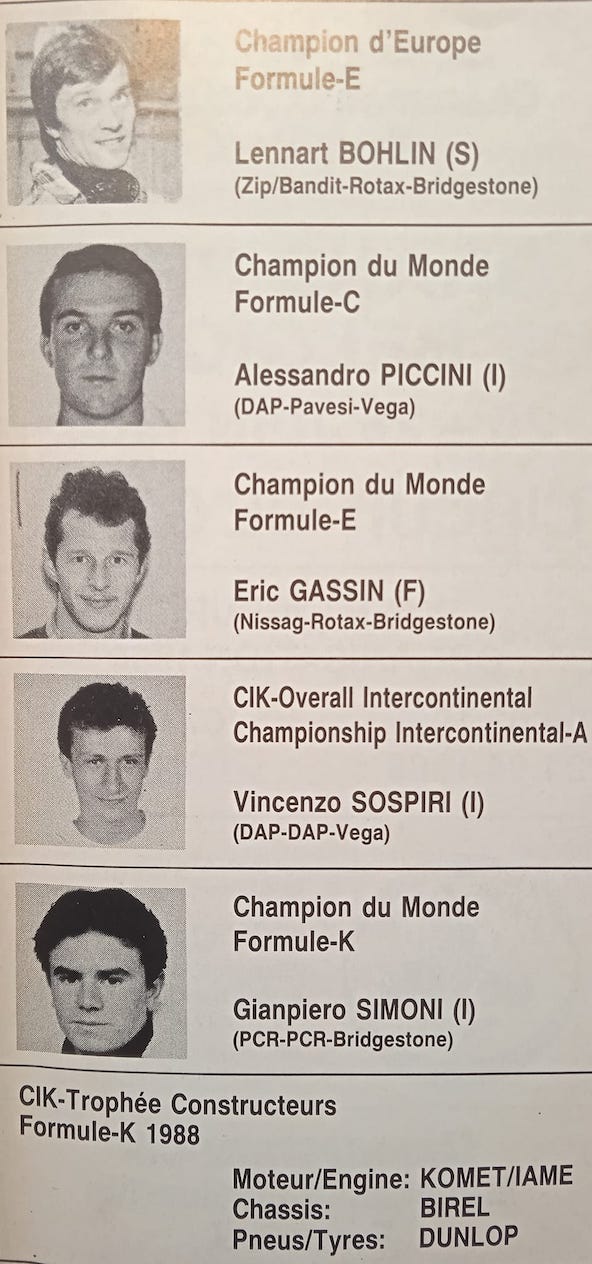 Champion d'Europe
Formule-E
Lennart BOHLIN (S)
(Zip/Bandit-Rotax-Bridgestone)
Champion du Monde
Formule-C
Alessandro PICCINI (I)
(DAP-Pavesi-Vega)
Champion du Monde
Formule-E
Eric GASSIN (F)
(Nissag-Rotax-Bridgestone)
CIK-Overall Intercontinental
Championship Intercontinental-A
Vincenzo SOSPIRI (I)
(DAP-DAP-Vega)
Champion du Monde
Formule-K
Gianpiero SIMONI (I)
(PCR-PCR-Bridgestone)
CIK-Trophée Constructeurs
Formule-K 1988
Moteur/Engine: KOMET/IAME
Chassis: BIREL
Pneus/Tyres: DUNLOP